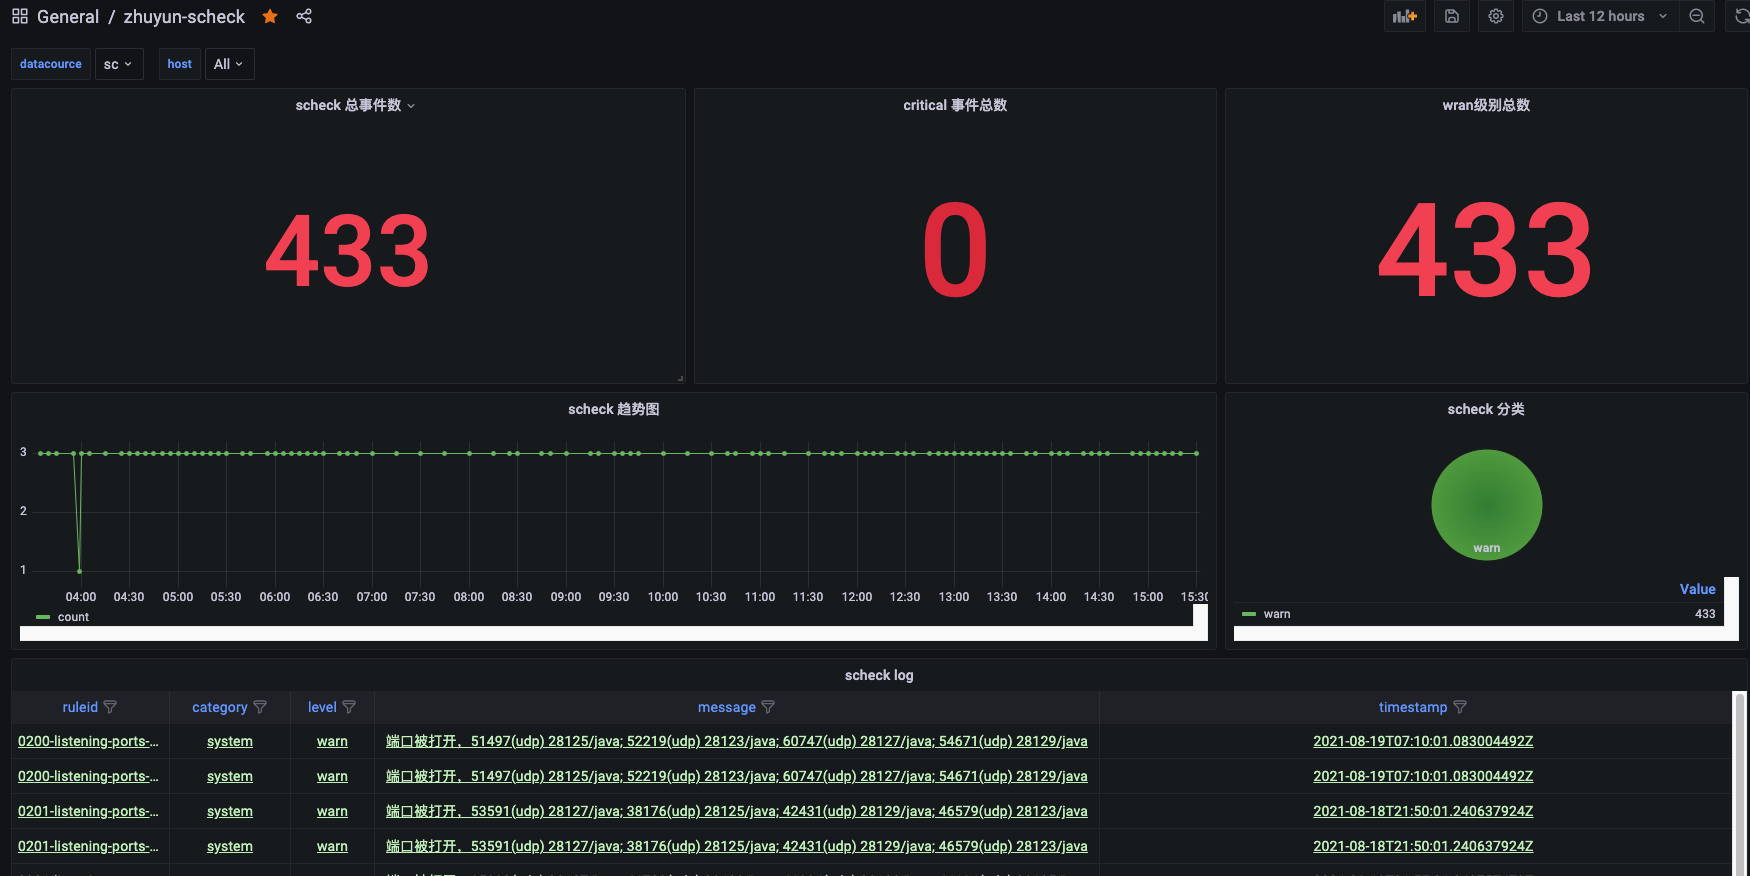 General / zhuyun-scheck
Last 12 hours
datacource sc host All
scheck 总事件数
433
critical 事件总数
0
wran级别总数
433
scheck 趋势图
3
2
1
04:00 04:30 05:00 05:30 06:00 06:30 07:00 07:30 08:00 08:30 09:00 09:30 10:00 10:30 11:00 11:30 12:00 12:30 13:00 13:30 14:00 14:30 15:00 15:30
count
scheck 分类
warn
Value
warn 433
scheck log
ruleid category level message timestamp
0200-listening-ports-... system warn 端口被打开，51497(udp) 28125/java; 52219(udp) 28123/java; 60747(udp) 28127/java; 54671(udp) 28129/java 2021-08-19T07:10:01.083004492Z
0200-listening-ports-... system warn 端口被打开，51497(udp) 28125/java; 52219(udp) 28123/java; 60747(udp) 28127/java; 54671(udp) 28129/java 2021-08-19T07:10:01.083004492Z
0201-listening-ports-... system warn 端口被打开，53591(udp) 28127/java; 38176(udp) 28125/java; 42431(udp) 28129/java; 46579(udp) 28123/java 2021-08-18T21:50:01.240637924Z
0201-listening-ports-... system warn 端口被打开，53591(udp) 28127/java; 38176(udp) 28125/java; 42431(udp) 28129/java; 46579(udp) 28123/java 2021-08-18T21:50:01.240637924Z